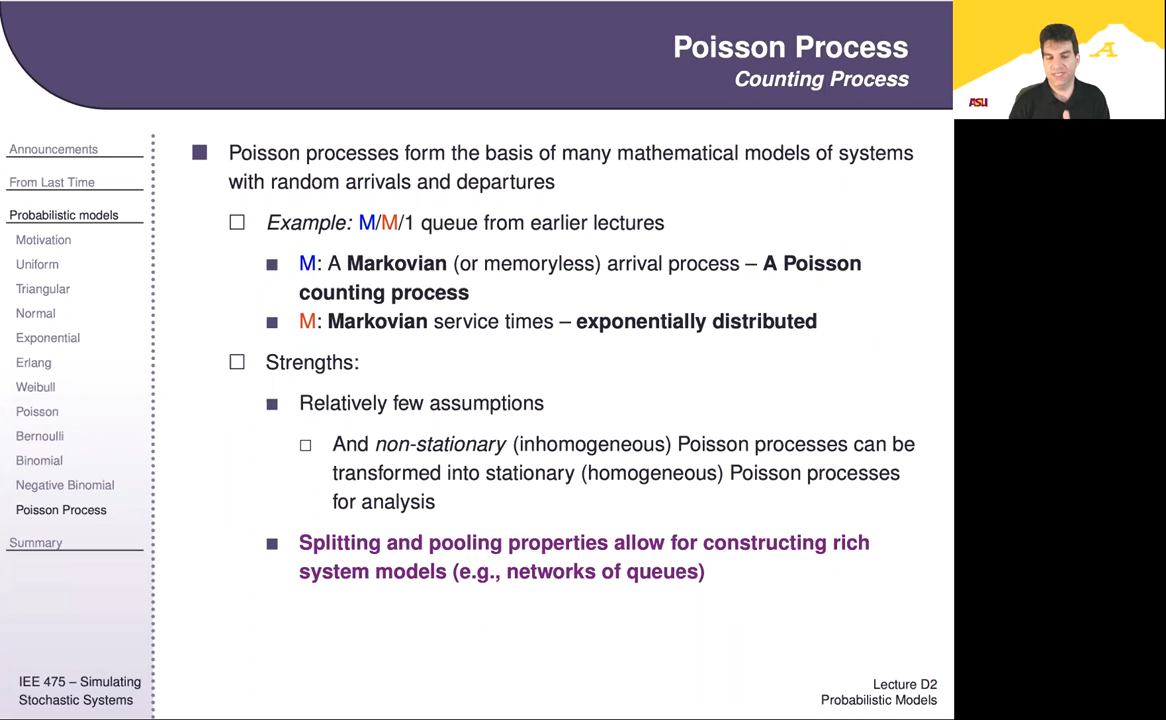 Poisson Process
Counting Process
ASU
A
Announcements
From Last Time
Probabilistic models
Motivation
Uniform
Triangular
Normal
Exponential
Erlang
Weibull
Poisson
Bernoulli
Binomial
Negative Binomial
Poisson Process
Summary
Poisson processes form the basis of many mathematical models of systems
with random arrivals and departures
Example: M/M/1 queue from earlier lectures
M: A Markovian (or memoryless) arrival process – A Poisson
counting process
M: Markovian service times – exponentially distributed
Strengths:
Relatively few assumptions
And non-stationary (inhomogeneous) Poisson processes can be
transformed into stationary (homogeneous) Poisson processes
for analysis
Splitting and pooling properties allow for constructing rich
system models (e.g., networks of queues)
IEE 475 – Simulating
Stochastic Systems
Lecture D2
Probabilistic Models